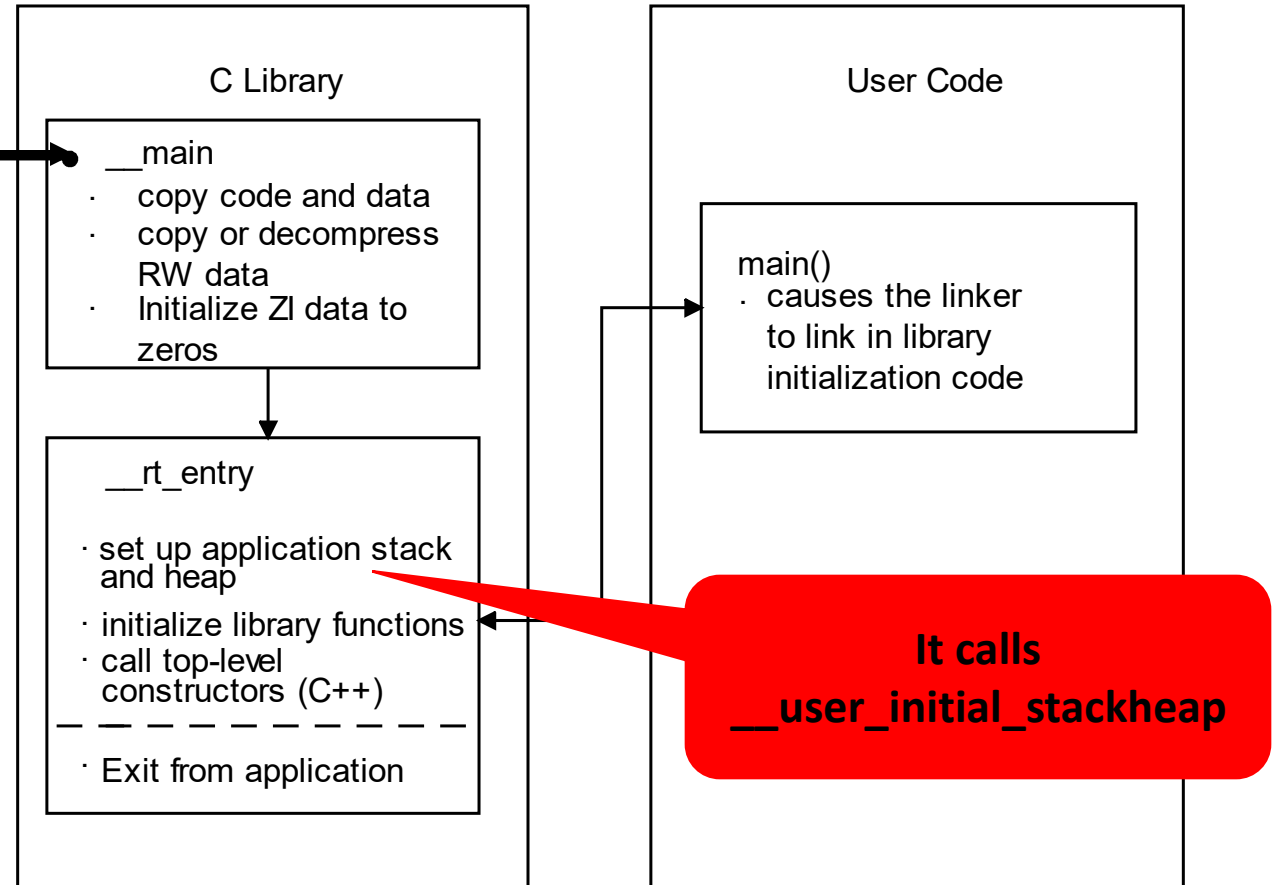 C Library
__main
· copy code and data
· copy or decompress
RW data
· Initialize ZI data to
zeros
__rt_entry
· set up application stack
and heap
· initialize library functions
· call top-level
constructors (C++)
· Exit from application
User Code
main()
· causes the linker
to link in library
initialization code
It calls
__user_initial_stackheap